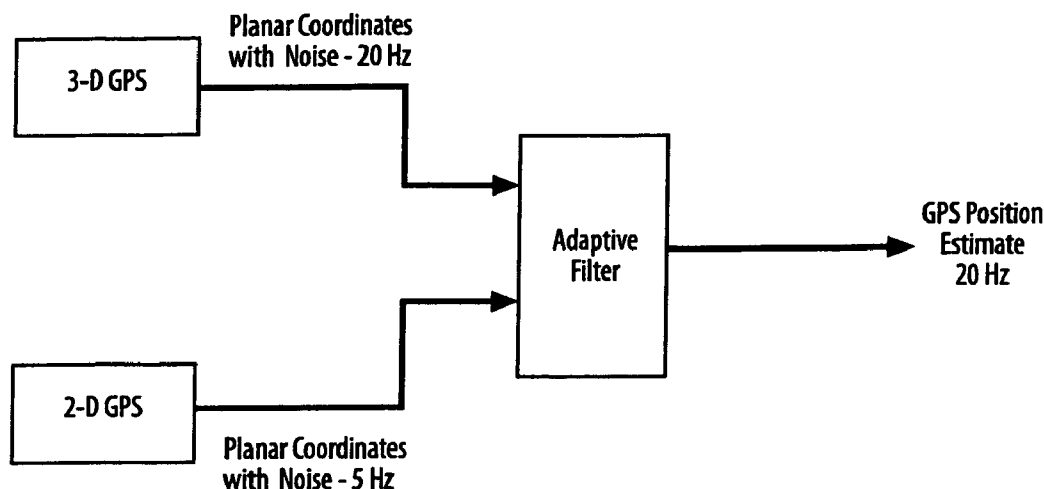 Planar Coordinates
with Noise - 20 Hz
3-D GPS
Adaptive
Filter
GPS Position
Estimate
20 Hz
2-D GPS
Planar Coordinates
with Noise - 5 Hz